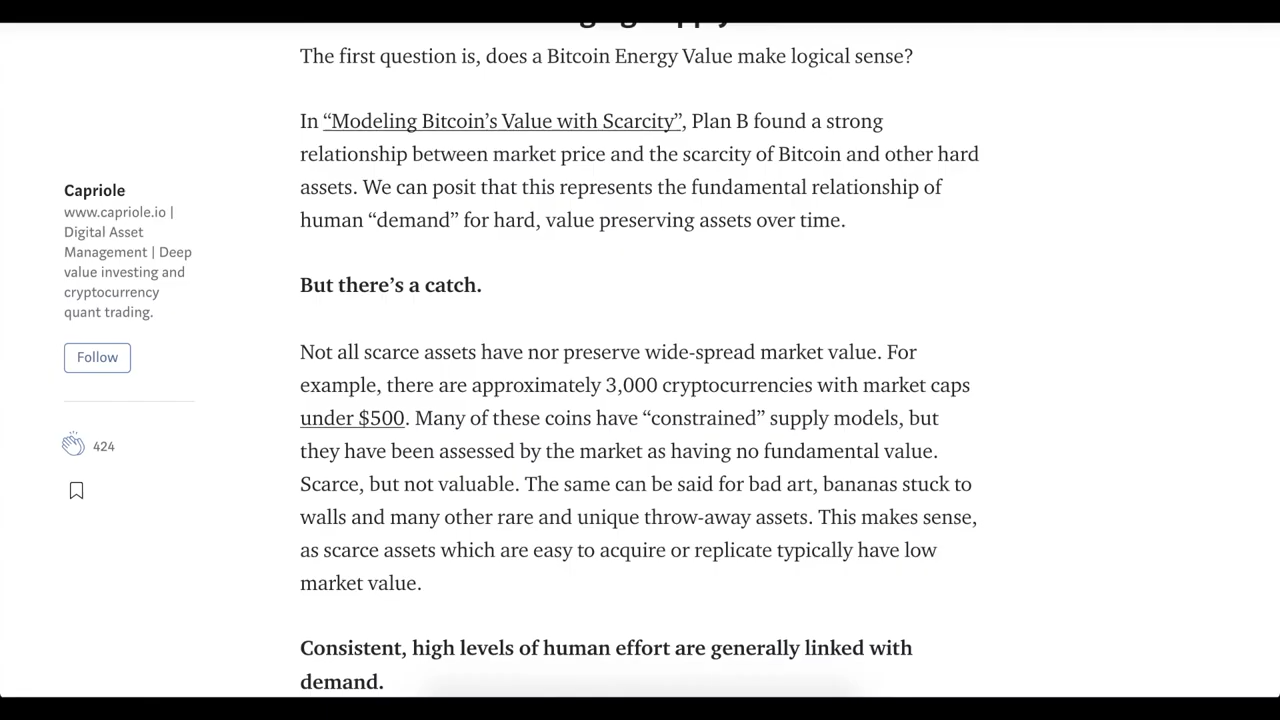 The first question is, does a Bitcoin Energy Value make logical sense?
In “Modeling Bitcoin’s Value with Scarcity”, Plan B found a strong
relationship between market price and the scarcity of Bitcoin and other hard
assets. We can posit that this represents the fundamental relationship of
human “demand” for hard, value preserving assets over time.
But there’s a catch.
Not all scarce assets have nor preserve wide-spread market value. For
example, there are approximately 3,000 cryptocurrencies with market caps
under $500. Many of these coins have “constrained” supply models, but
they have been assessed by the market as having no fundamental value.
Scarce, but not valuable. The same can be said for bad art, bananas stuck to
walls and many other rare and unique throw-away assets. This makes sense,
as scarce assets which are easy to acquire or replicate typically have low
market value.
Consistent, high levels of human effort are generally linked with
demand.
Capriole
www.capriole.io |
Digital Asset
Management | Deep
value investing and
cryptocurrency
quant trading.
Follow
424